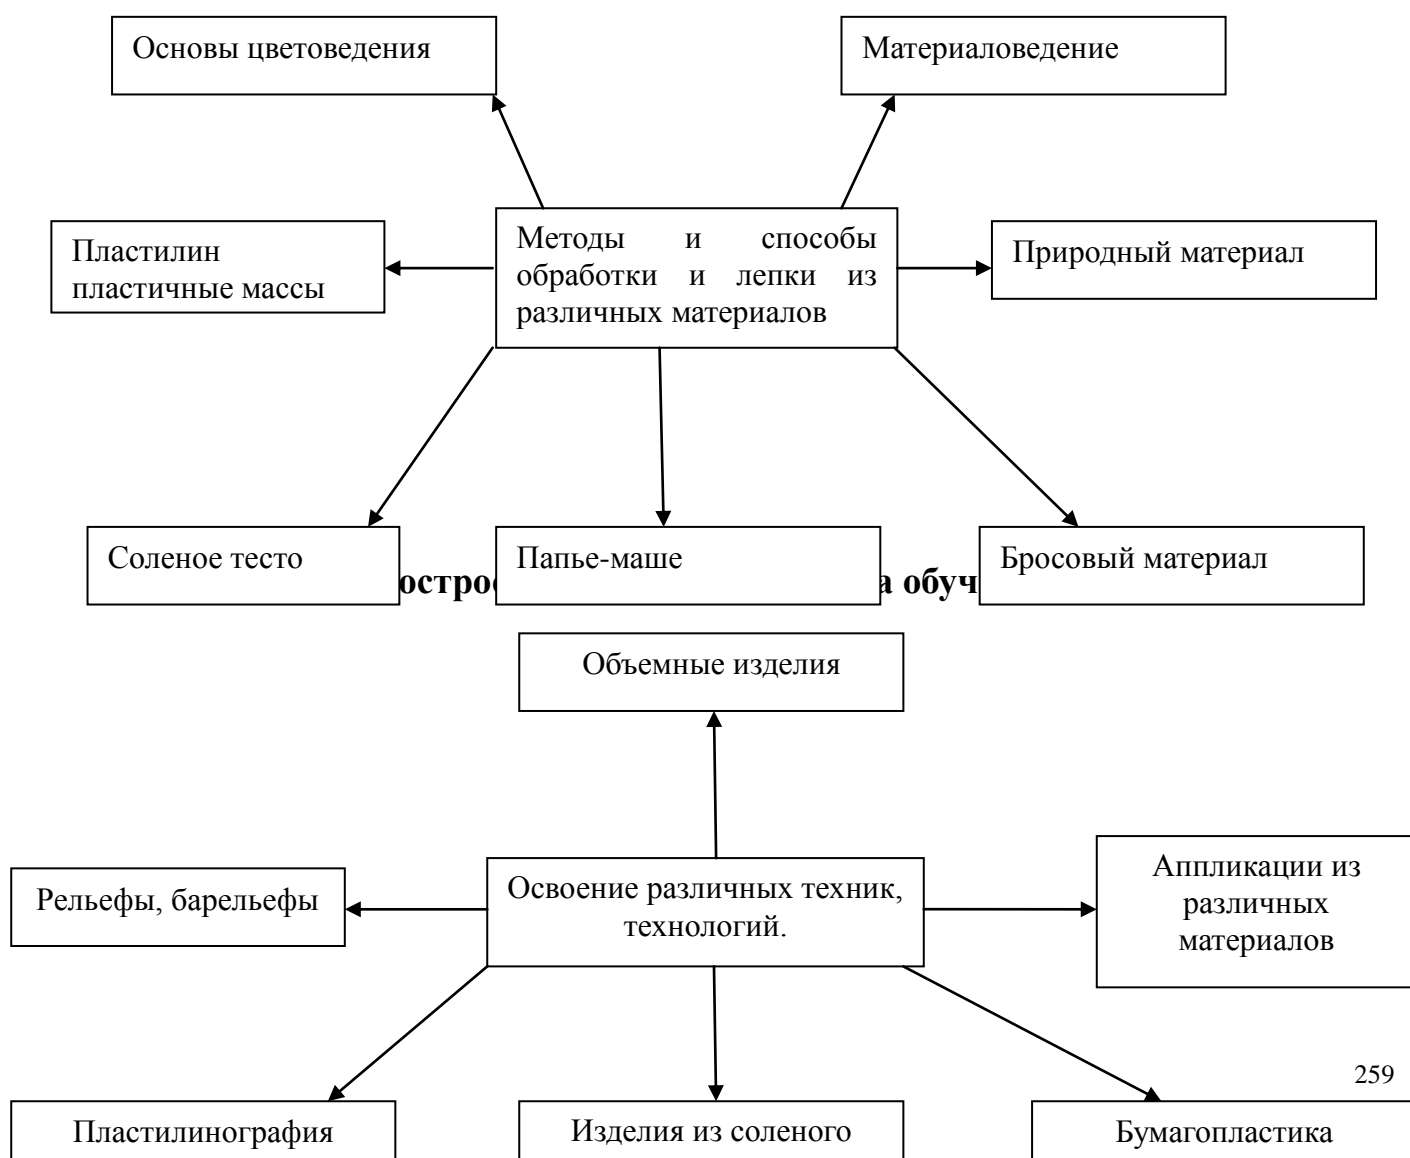 Основы цветоведения
Материаловедение
Пластилин
пластичные массы
Методы и способы
обработки и лепки из
различных материалов
Природный материал
Соленое тесто
Папье-маше
Бросовый материал
Объемные изделия
Рельефы, барельефы
Освоение различных техник,
технологий.
Аппликации из
различных
материалов
259
Пластилинография
Изделия из соленого
Бумагопластика